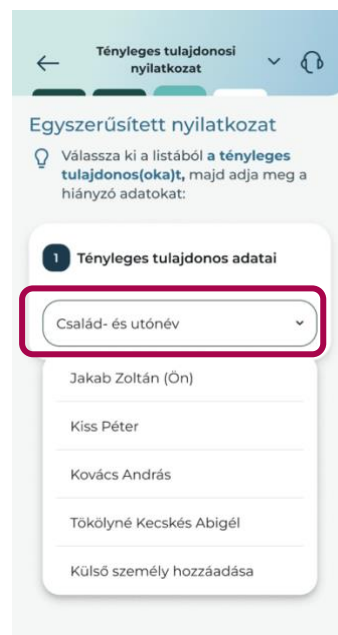 Tényleges tulajdonosi
nyilatkozat
Egyszerűsített nyilatkozat
Válassza ki a listából a tényleges
tulajdonos(oka)t, majd adja meg a
hiányzó adatokat:
1 Tényleges tulajdonos adatai
Család- és utónév
Jakab Zoltán (Ön)
Kiss Péter
Kovács András
Tökölyné Kecskés Abigél
Külső személy hozzáadása